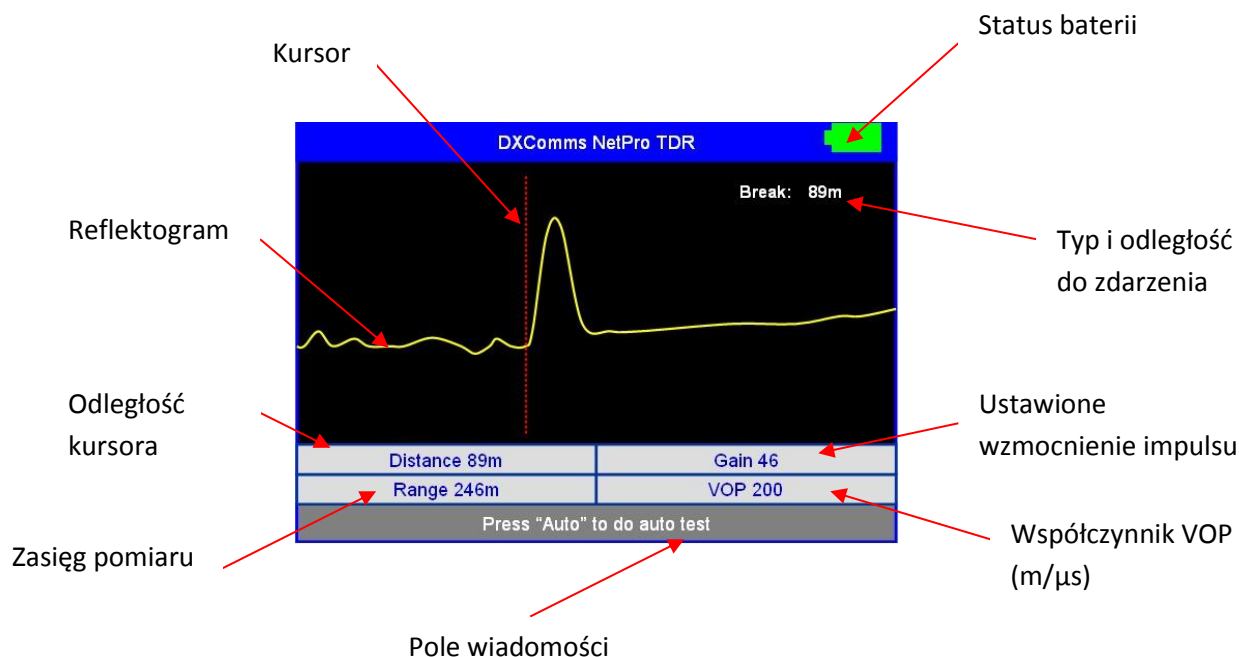 Status baterii
Kursor
DXComms NetPro TDR
Break: 89m
Reflektogram
Typ i odległość
do zdarzenia
Odległość
kursora
Ustawione
wzmocnienie impulsu
Distance 89m
Gain 46
Range 246m
VOP 200
Press "Auto" to do auto test
Zasięg pomiaru
Współczynnik VOP
(m/µs)
Pole wiadomości